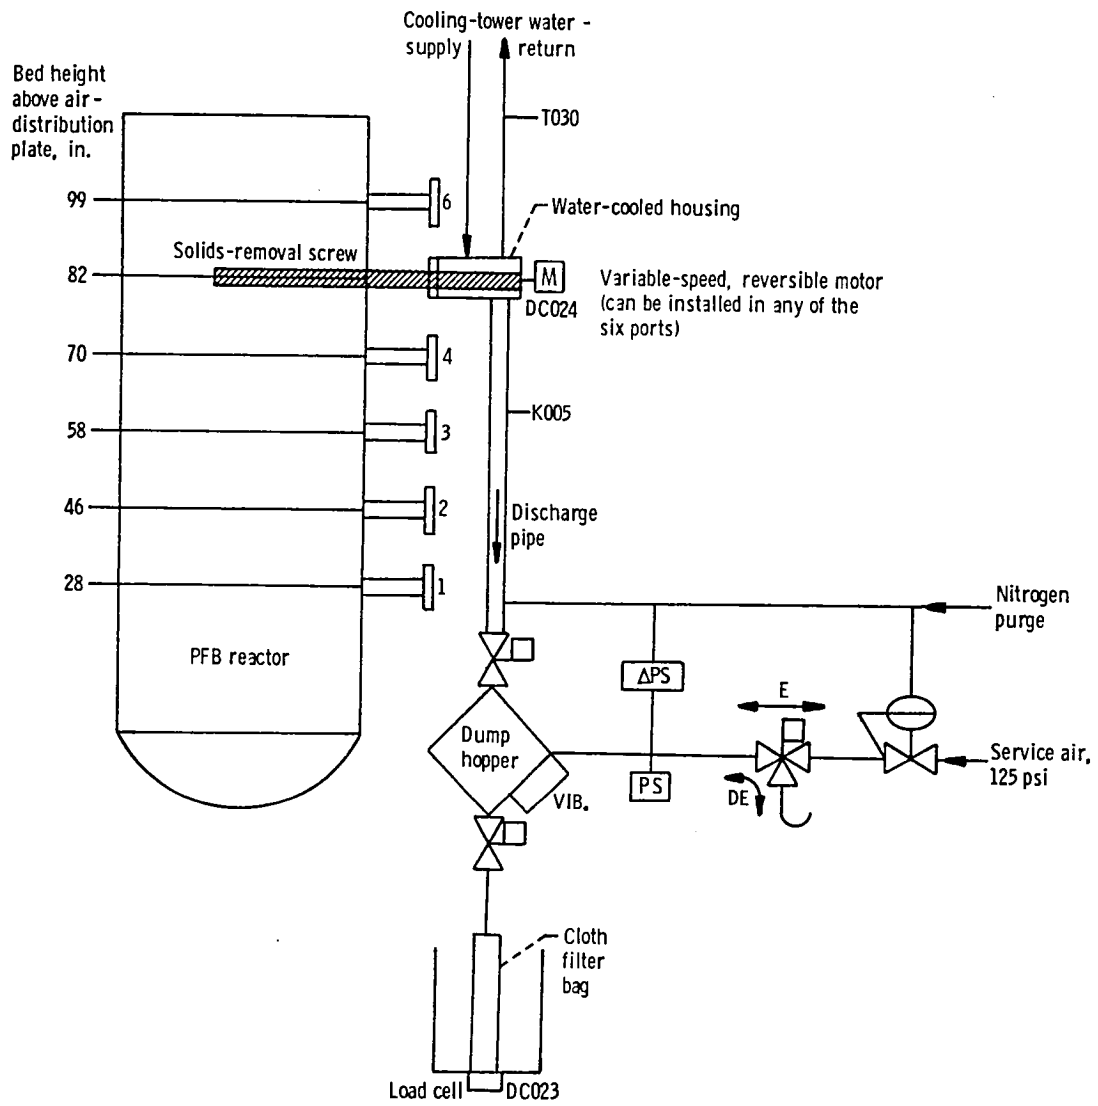 Cooling-tower water -
supply
return
Bed height
above air-
distribution
plate, in.
T030
99
6
Water-cooled housing
Solids-removal screw
82
M
Variable-speed, reversible motor
(can be installed in any of the
six ports)
DC024
70
4
K005
58
3
46
2
Discharge
pipe
28
1
Nitrogen
purge
PFB reactor
ΔPS
E
Dump
hopper
Service air,
125 psi
PS
DE
VIB.
Cloth
filter
bag
Load cell
DC023